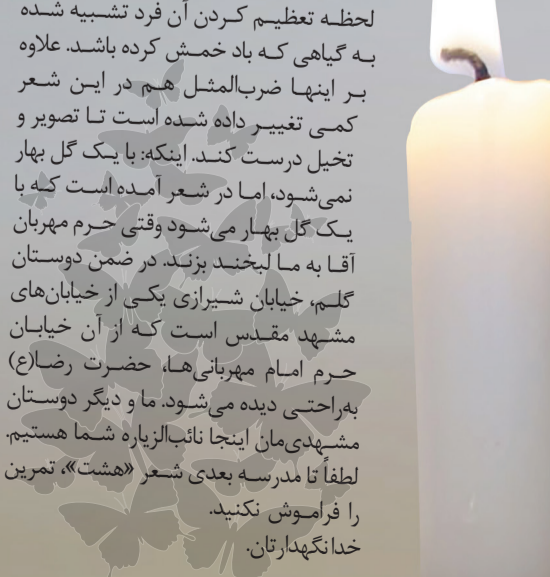 لحظه تعظیم کردن آن فرد تشبیه شده
به گیاهی که باد خمش کرده باشد. علاوه
بر اینها ضرب‌المثل هم در این شعر
کمی تغییر داده شده است تا تصویر و
تخیل درست کند. اینکه: با یک گل بهار
نمی‌شود، اما در شعر آمده است که با
یک گل بهار می‌شود وقتی حرم مهربان
آقا به ما لبخند بزند. در ضمن دوستان
گلم، خیابان شیرازی یکی از خیابان‌های
مشهد مقدس است که از آن خیابان
حرم امام مهربانی‌ها، حضرت رضا(ع)
به‌راحتی دیده می‌شود. ما و دیگر دوستان
مشهدی‌مان اینجا نائب‌الزیاره شما هستیم.
لطفاً تا مدرسه بعدی شعر «هشت»، تمرین
را فراموش نکنید.
خدانگهدارتان.